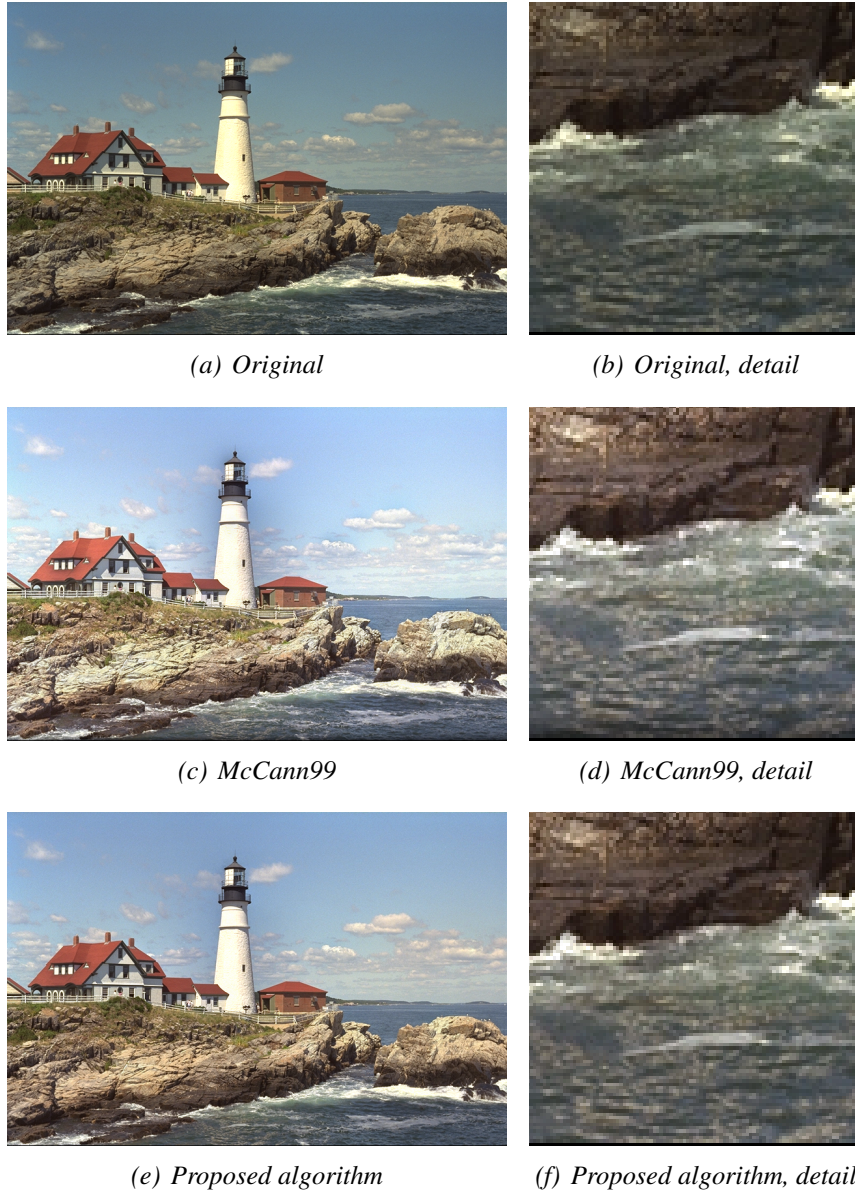 (a) Original
(b) Original, detail
(c) McCann99
(d) McCann99, detail
(e) Proposed algorithm
(f) Proposed algorithm, detail